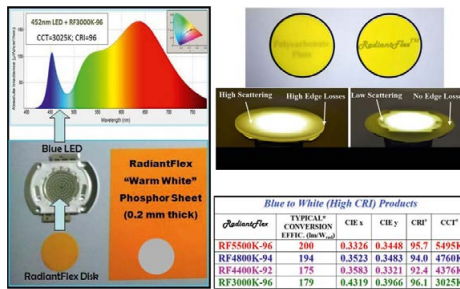 452nm LED + RF3000K-96
CCT=3025K; CRI=96
Wavelength (nm)
Blue LED
RadiantFlex
"Warm White"
Phosphor Sheet
(0.2 mm thick)
RadiantFlex Disk
Polycarbonate
RadiantFlex™
High Scattering
High Edge Losses
Low Scattering
No Edge Losses
Blue to White (High CRI) Products
RadiantFlex TYPICAL* CONVERSION EFFIC. (lm/Wrad) CIE x CIE y CRI* CCT*
RF5500K-96 200 0.3326 0.3448 95.7 5495K
RF4800K-94 194 0.3523 0.3483 94.0 4760K
RF4400K-92 175 0.3583 0.3321 92.4 4376K
RF3000K-96 179 0.4319 0.3966 96.1 3025K